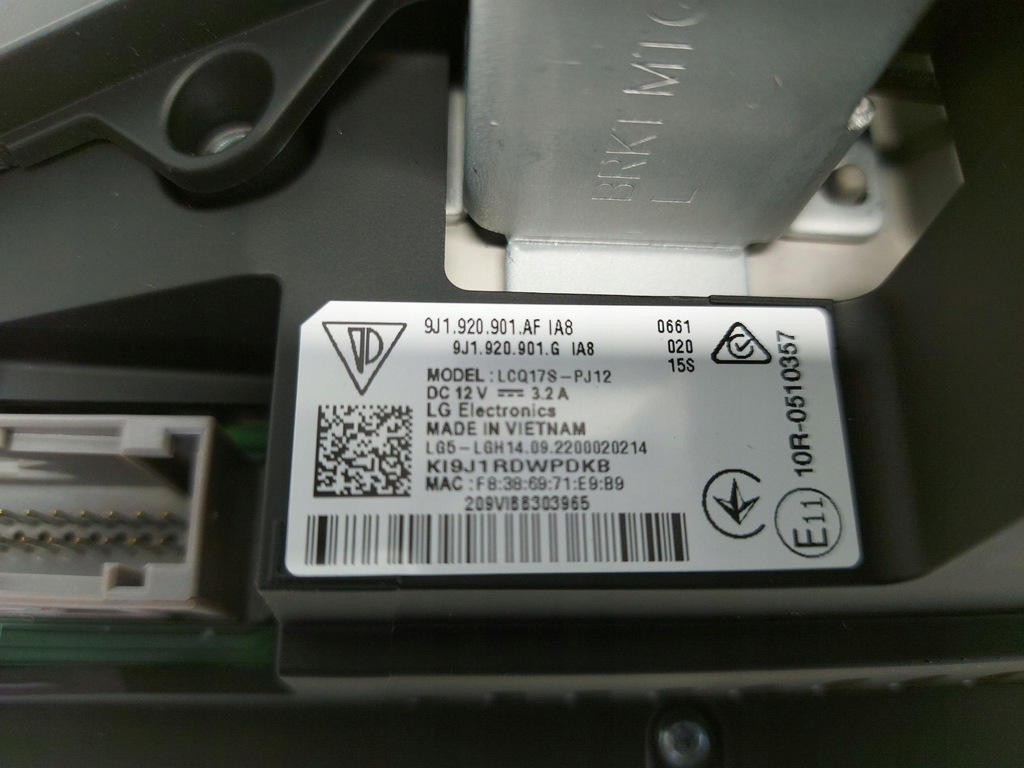 BRKT MTG
L
9J1.920.901.AF IA8
9J1.920.901.G IA8
0661
020
15S
MODEL : LCQ17S-PJ12
DC 12 V ⎓ 3.2 A
LG Electronics
MADE IN VIETNAM
LG5-LGH14.09.2200020214
KI9J1RDWPDKB
MAC : F8:38:69:71:E9:B9
209VI88303965
10R-0510357
E11